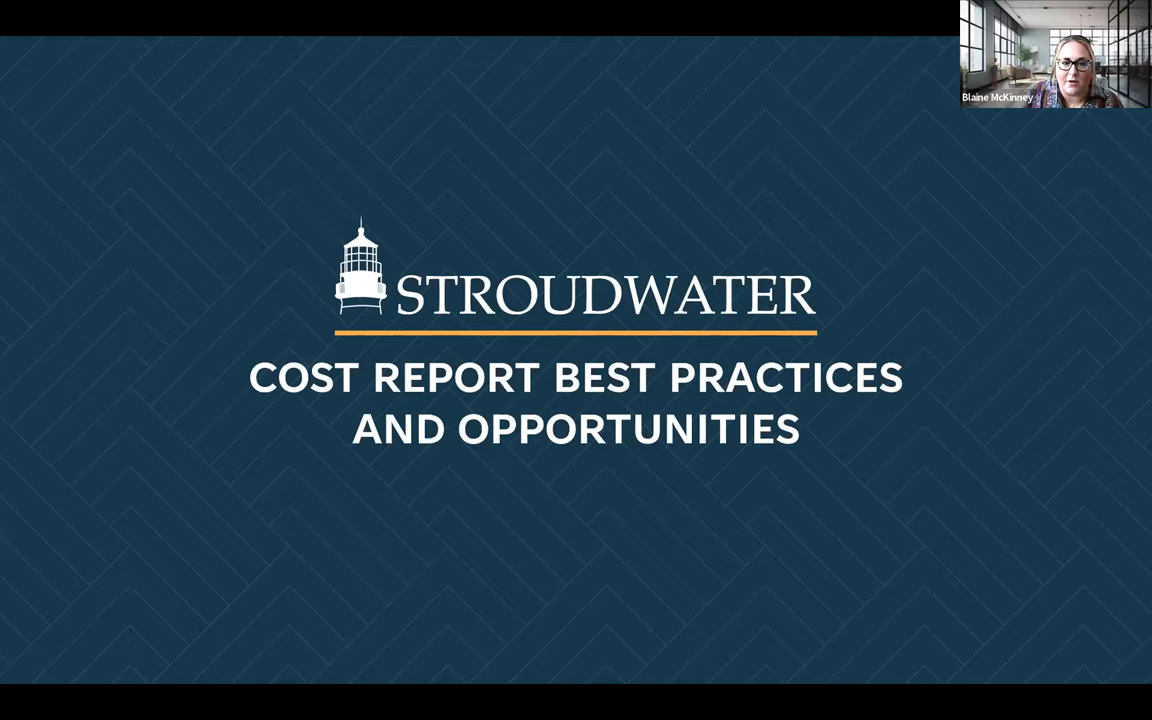 Blaine McKinney
STROUDWATER
COST REPORT BEST PRACTICES
AND OPPORTUNITIES